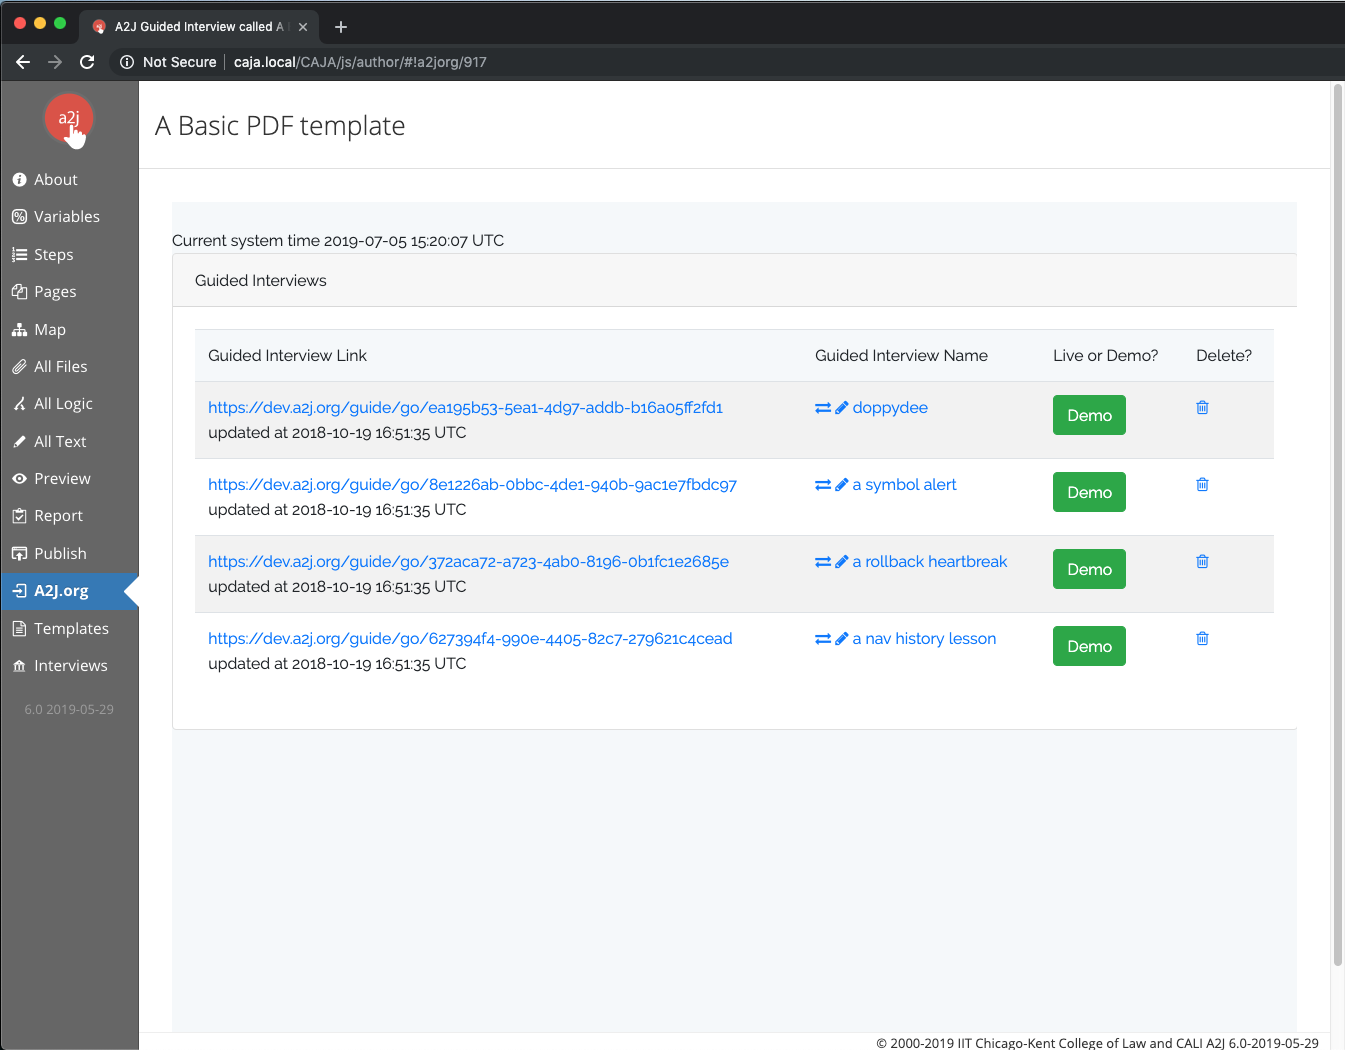 A2J Guided Interview called A
Not Secure caja.local/CAJA/js/author/#!a2jorg/917
a2j
A Basic PDF template
About
Variables
Steps
Pages
Map
All Files
All Logic
All Text
Preview
Report
Publish
A2J.org
Templates
Interviews
6.0 2019-05-29
Current system time 2019-07-05 15:20:07 UTC
Guided Interviews
Guided Interview Link Guided Interview Name Live or Demo? Delete?
https://dev.a2j.org/guide/go/ea195b53-5ea1-4d97-addb-b16a05ff2fd1 doppydee Demo
updated at 2018-10-19 16:51:35 UTC
https://dev.a2j.org/guide/go/8e1226ab-0bbc-4de1-940b-9ac1e7fbdc97 a symbol alert Demo
updated at 2018-10-19 16:51:35 UTC
https://dev.a2j.org/guide/go/372aca72-a723-4ab0-8196-0b1fc1e2685e a rollback heartbreak Demo
updated at 2018-10-19 16:51:35 UTC
https://dev.a2j.org/guide/go/627394f4-990e-4405-82c7-279621c4cead a nav history lesson Demo
updated at 2018-10-19 16:51:35 UTC
© 2000-2019 IIT Chicago-Kent College of Law and CALI A2J 6.0-2019-05-29